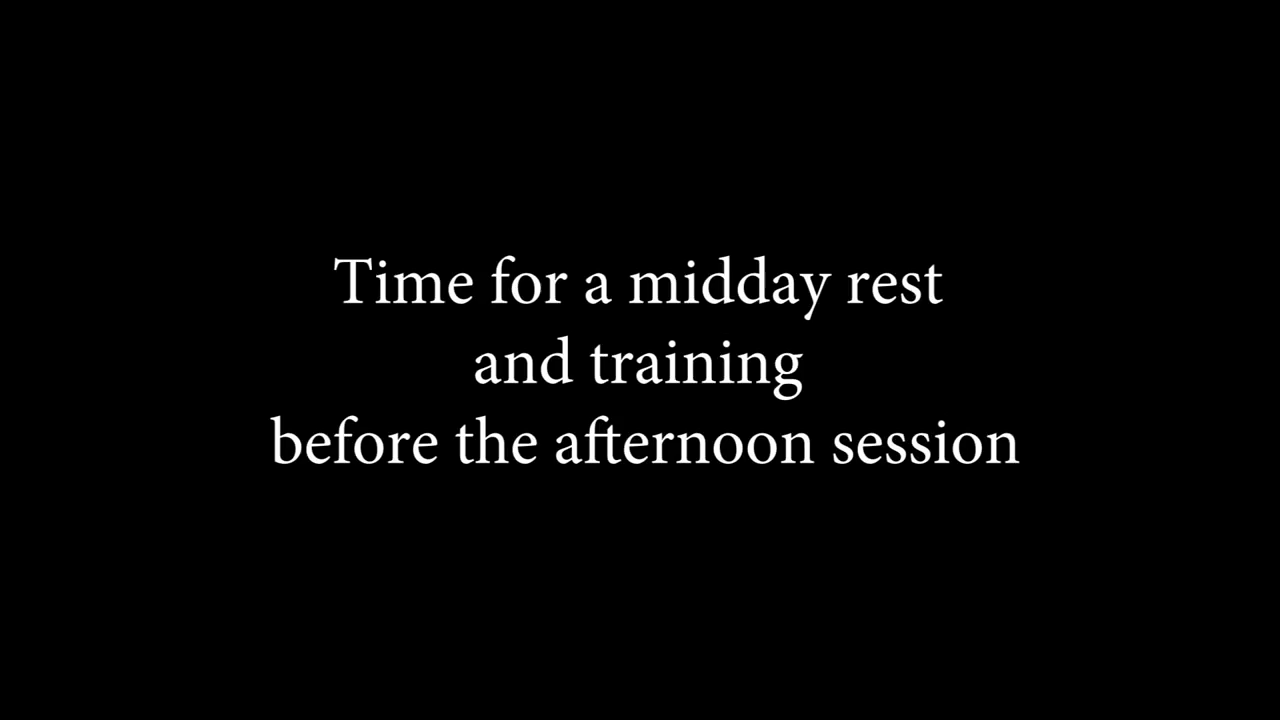 Time for a midday rest
and training
before the afternoon session